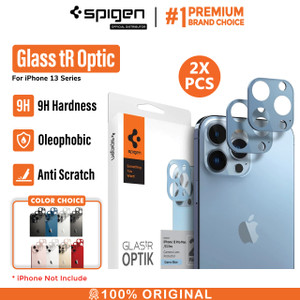 spigen
OFFICIAL DISTRIBUTOR
#1 PREMIUM
BRAND CHOICE
Glass tR Optic
For iPhone 13 Series
2X
PCS
9H
9H Hardness
Oleophobic
Anti Scratch
COLOR CHOICE
* iPhone Not Include
spigen
GLAS.tR
OPTIK
100% ORIGINAL